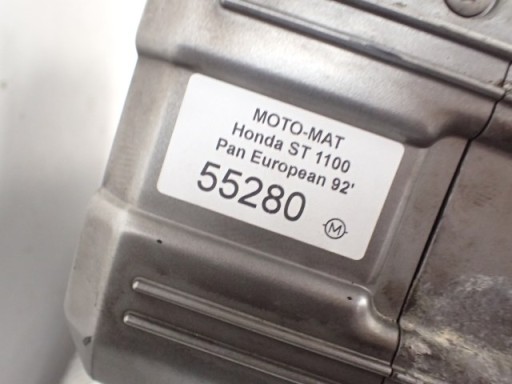 MOTO-MAT
Honda ST 1100
Pan European 92'
55280
M